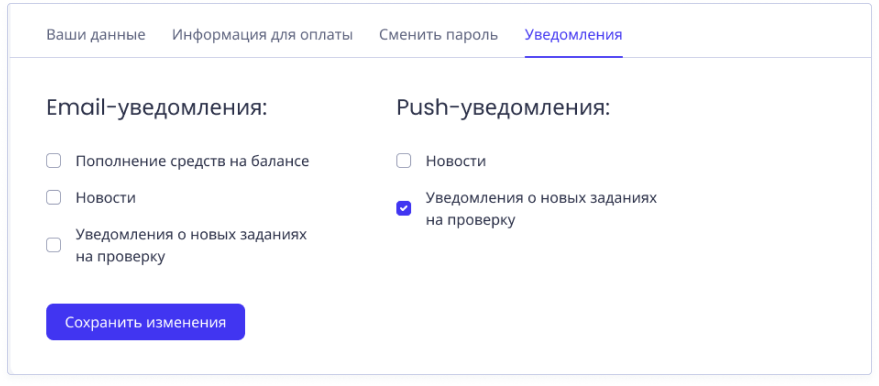 Ваши данные Информация для оплаты Сменить пароль Уведомления
Email-уведомления:
Пополнение средств на балансе
Новости
Уведомления о новых заданиях
на проверку
Push-уведомления:
Новости
Уведомления о новых заданиях
на проверку
Сохранить изменения